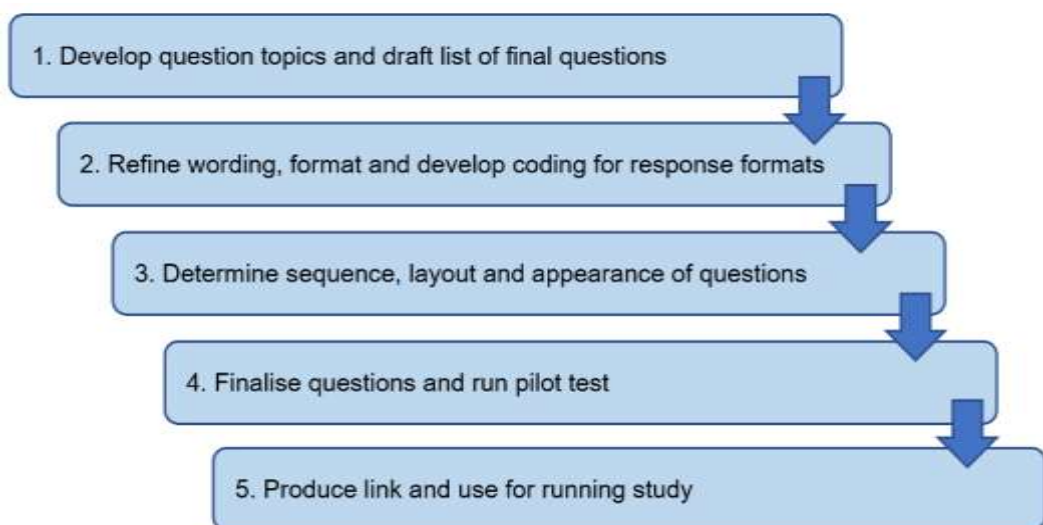 1. Develop question topics and draft list of final questions
2. Refine wording, format and develop coding for response formats
3. Determine sequence, layout and appearance of questions
4. Finalise questions and run pilot test
5. Produce link and use for running study